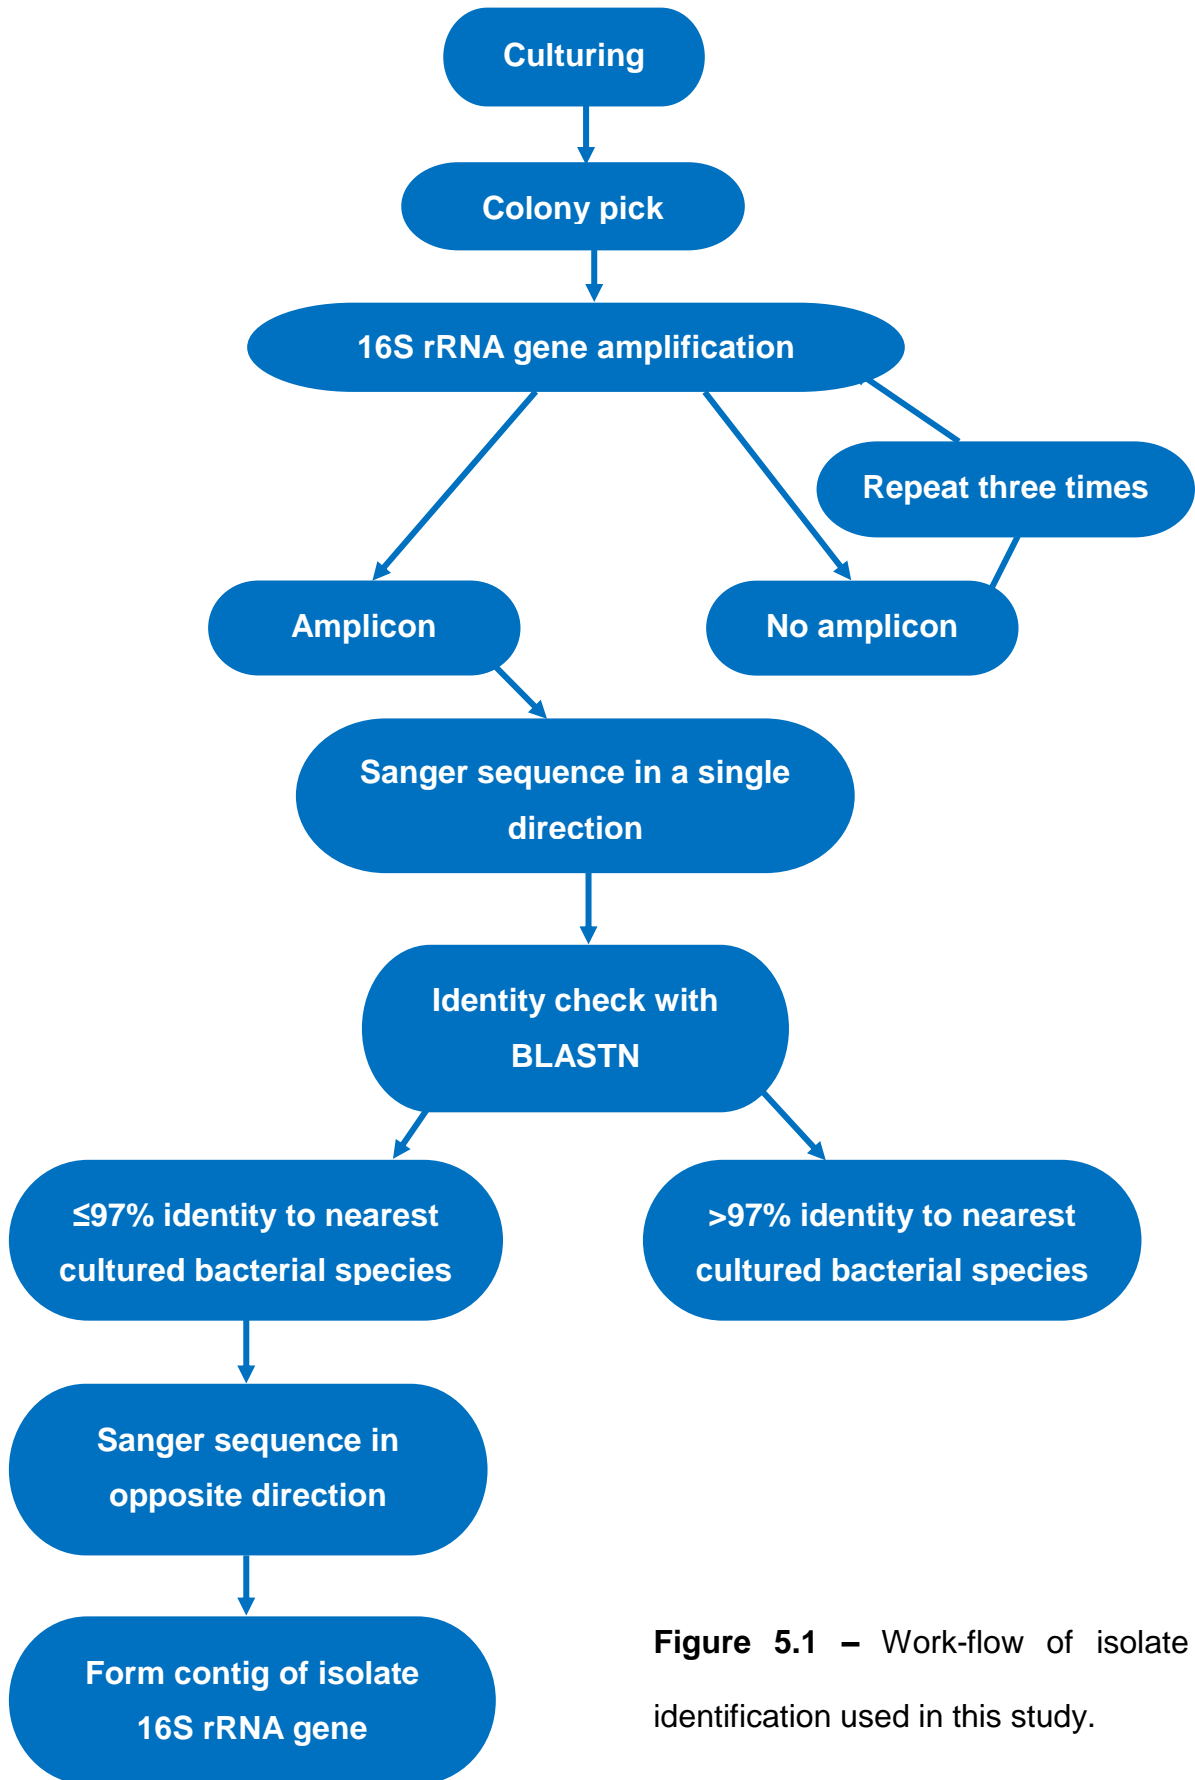 Culturing
Colony pick
16S rRNA gene amplification
Repeat three times
Amplicon
No amplicon
Sanger sequence in a single
direction
Identity check with
BLASTN
≤97% identity to nearest
cultured bacterial species
>97% identity to nearest
cultured bacterial species
Sanger sequence in
opposite direction
Form contig of isolate
16S rRNA gene
Figure 5.1 – Work-flow of isolate
identification used in this study.